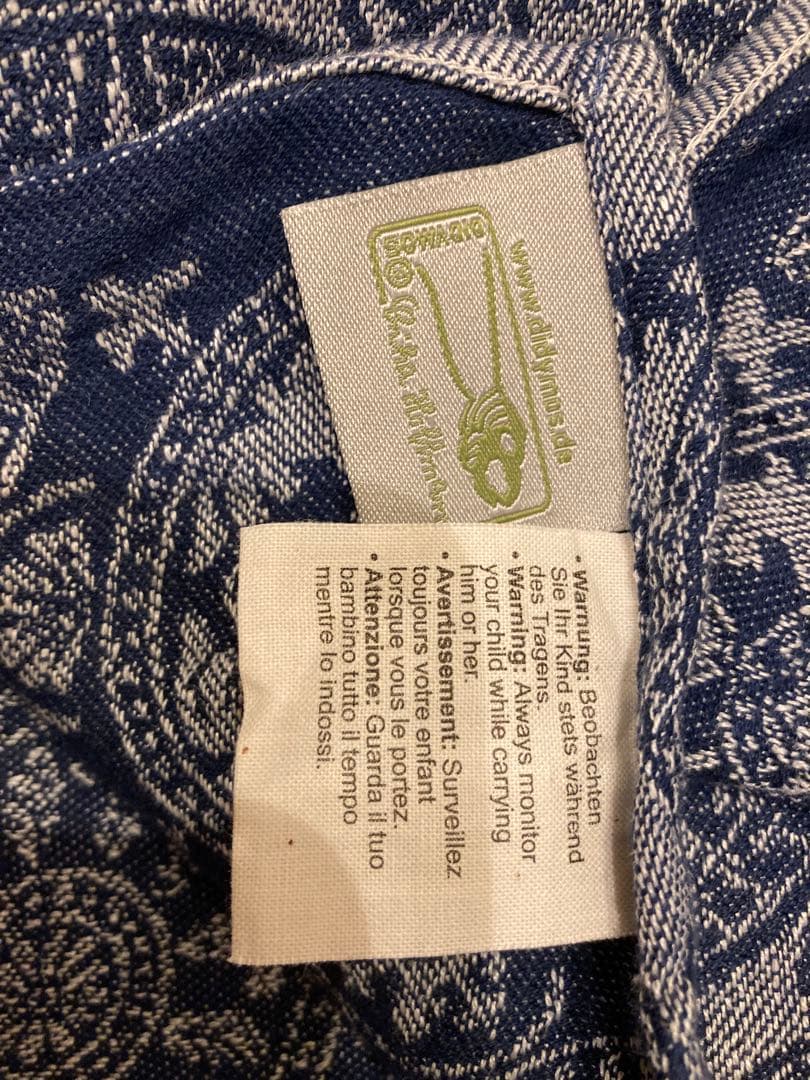 www.didymos.de
DIDYMOS
®
• Warnung: Beobachten
Sie Ihr Kind stets während
des Tragens.
• Warning: Always monitor
your child while carrying
him or her.
• Avertissement: Surveillez
toujours votre enfant
lorsque vous le portez.
• Attenzione: Guarda il tuo
bambino tutto il tempo
mentre lo indossi.